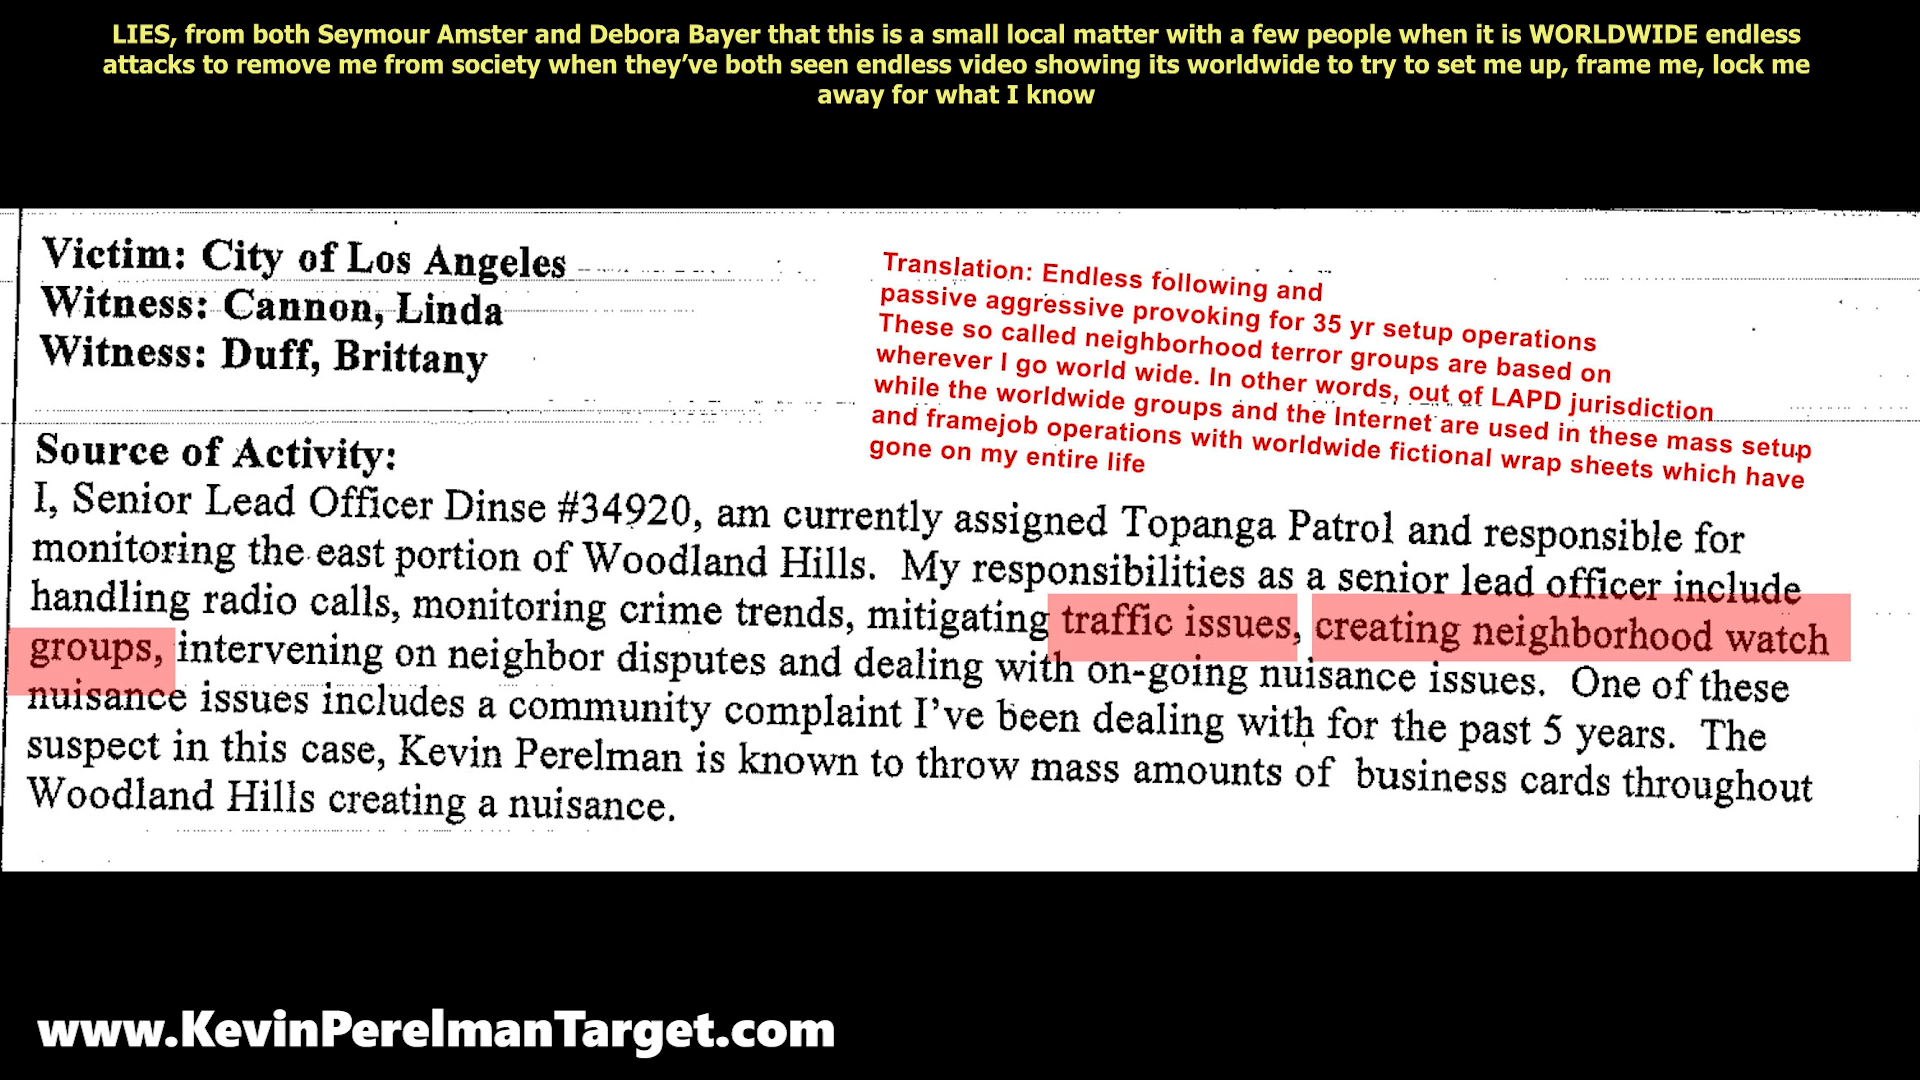 LIES, from both Seymour Amster and Debora Bayer that this is a small local matter with a few people when it is WORLDWIDE endless
attacks to remove me from society when they’ve both seen endless video showing its worldwide to try to set me up, frame me, lock me
away for what I know
Victim: City of Los Angeles
Witness: Cannon, Linda
Witness: Duff, Brittany
Translation: Endless following and
passive aggressive provoking for 35 yr setup operations
These so called neighborhood terror groups are based on
wherever I go world wide. In other words, out of LAPD jurisdiction
while the worldwide groups and the Internet are used in these mass setup
and framejob operations with worldwide fictional wrap sheets which have
gone on my entire life
Source of Activity:
I, Senior Lead Officer Dinse #34920, am currently assigned Topanga Patrol and responsible for
monitoring the east portion of Woodland Hills.  My responsibilities as a senior lead officer include
handling radio calls, monitoring crime trends, mitigating traffic issues, creating neighborhood watch
groups, intervening on neighbor disputes and dealing with on-going nuisance issues.  One of these
nuisance issues includes a community complaint I’ve been dealing with for the past 5 years.  The
suspect in this case, Kevin Perelman is known to throw mass amounts of  business cards throughout
Woodland Hills creating a nuisance.
www.KevinPerelmanTarget.com